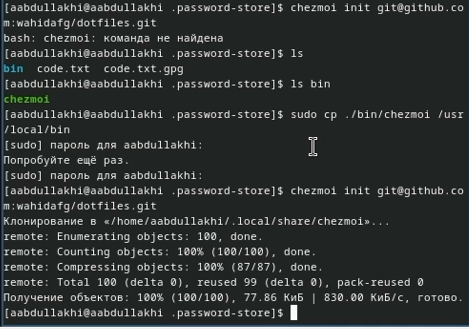 [aabdullakhi@aabdullakhi .password-store]$ chezmoi init git@github.co
m:wahidafg/dotfiles.git
bash: chezmoi: команда не найдена
[aabdullakhi@aabdullakhi .password-store]$ ls
bin  code.txt  code.txt.gpg
[aabdullakhi@aabdullakhi .password-store]$ ls bin
chezmoi
[aabdullakhi@aabdullakhi .password-store]$ sudo cp ./bin/chezmoi /usr
/local/bin
[sudo] пароль для aabdullakhi:
Попробуйте ещё раз.
[sudo] пароль для aabdullakhi:
[aabdullakhi@aabdullakhi .password-store]$ chezmoi init git@github.co
m:wahidafg/dotfiles.git
Клонирование в «/home/aabdullakhi/.local/share/chezmoi»...
remote: Enumerating objects: 100, done.
remote: Counting objects: 100% (100/100), done.
remote: Compressing objects: 100% (87/87), done.
remote: Total 100 (delta 0), reused 99 (delta 0), pack-reused 0
Получение объектов: 100% (100/100), 77.86 КиБ | 830.00 КиБ/с, готово.
[aabdullakhi@aabdullakhi .password-store]$